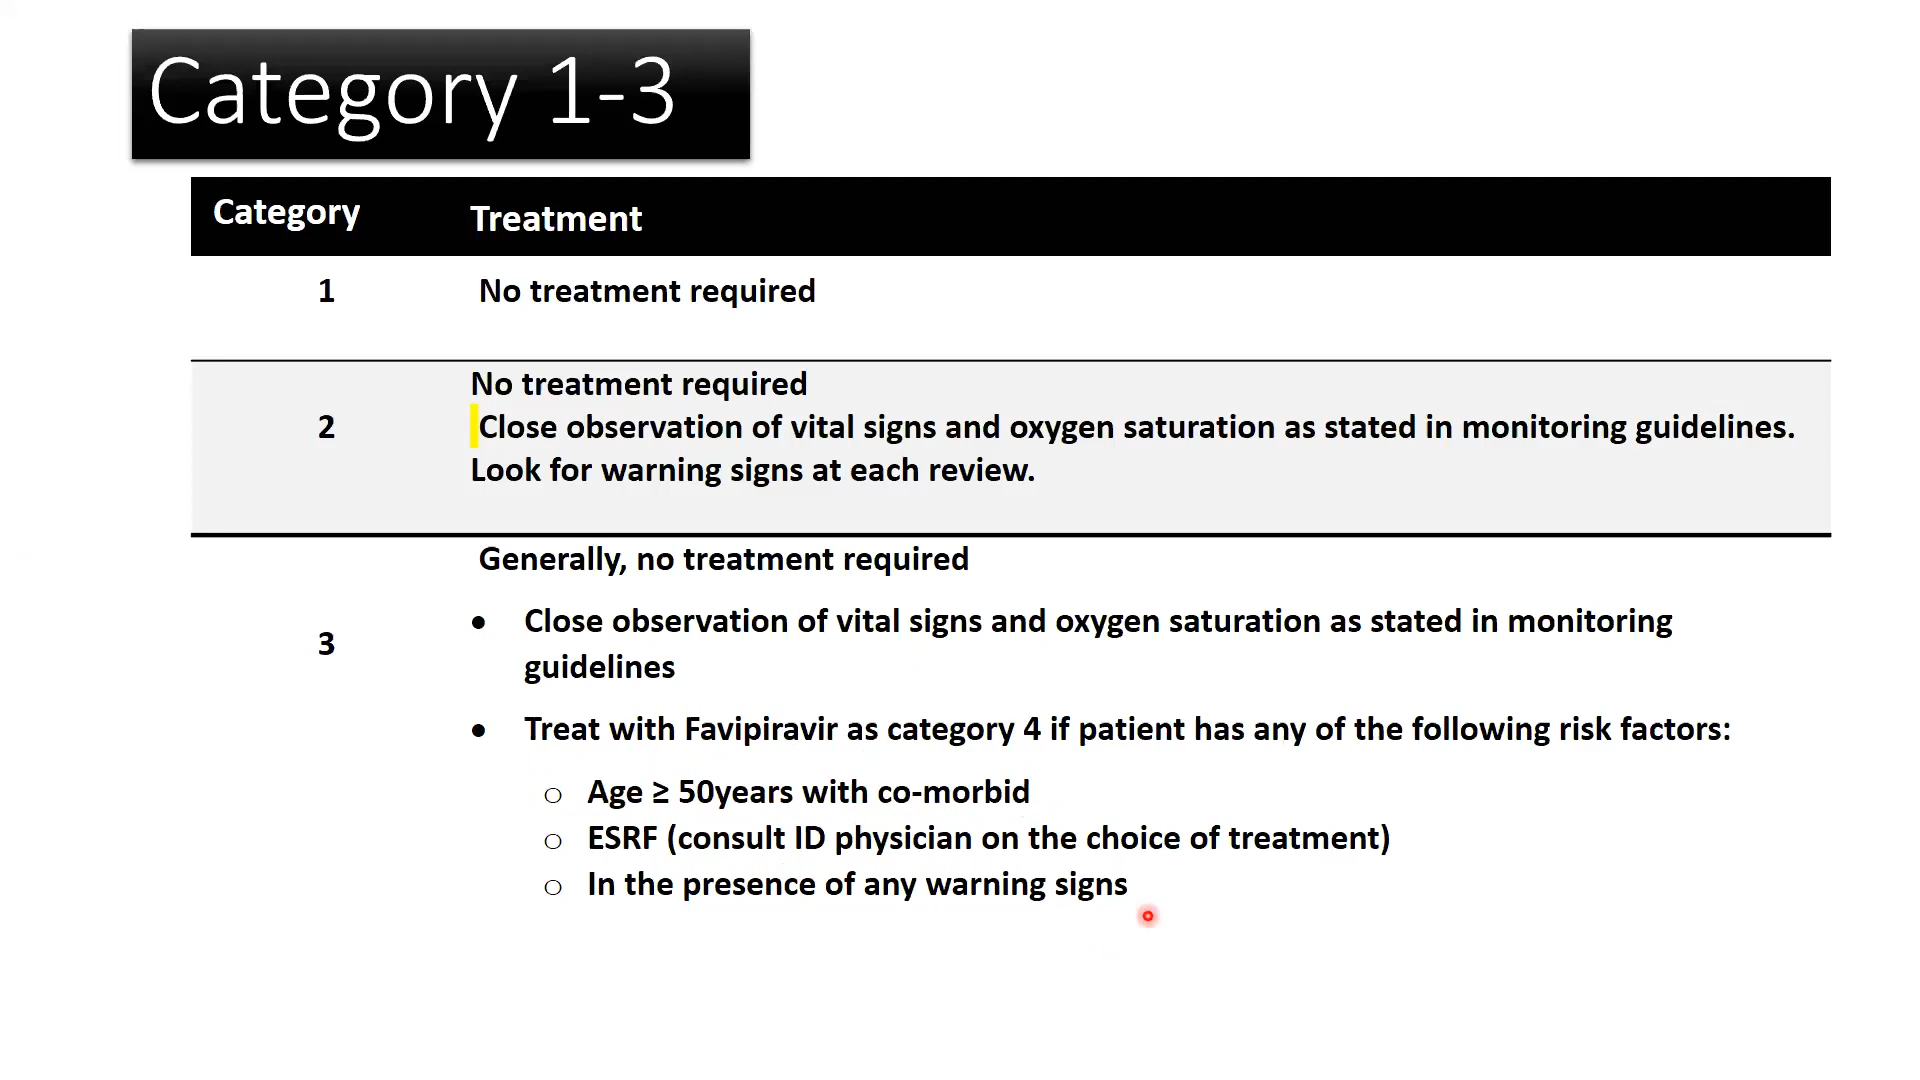 Category 1-3
Category Treatment
1 No treatment required
No treatment required
2 Close observation of vital signs and oxygen saturation as stated in monitoring guidelines.
Look for warning signs at each review.
Generally, no treatment required
3
• Close observation of vital signs and oxygen saturation as stated in monitoring
guidelines
• Treat with Favipiravir as category 4 if patient has any of the following risk factors:
o Age ≥ 50years with co-morbid
o ESRF (consult ID physician on the choice of treatment)
o In the presence of any warning signs